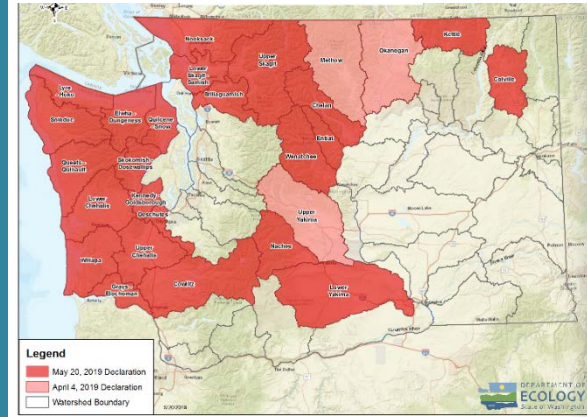 Nooksack
Upper
Skagit
Methow
Okanogan
Kettle
Colville
Lower
Skagit
Samish
Stillaguamish
Lyre
Hoko
Soleduc
Elwha -
Dungeness
Quilcene
- Snow
Chelan
Entiat
Wenatchee
Queets -
Quinault
Skokomish
Dosewallips
Lower
Chehalis
Kennedy -
Goldsborough
Deschutes
Upper
Yakima
Willapa
Upper
Chehalis
Naches
Grays -
Elochoman
Cowlitz
Lower
Yakima
Legend
May 20, 2019 Declaration
April 4, 2019 Declaration
Watershed Boundary
DEPARTMENT OF
ECOLOGY
State of Washington